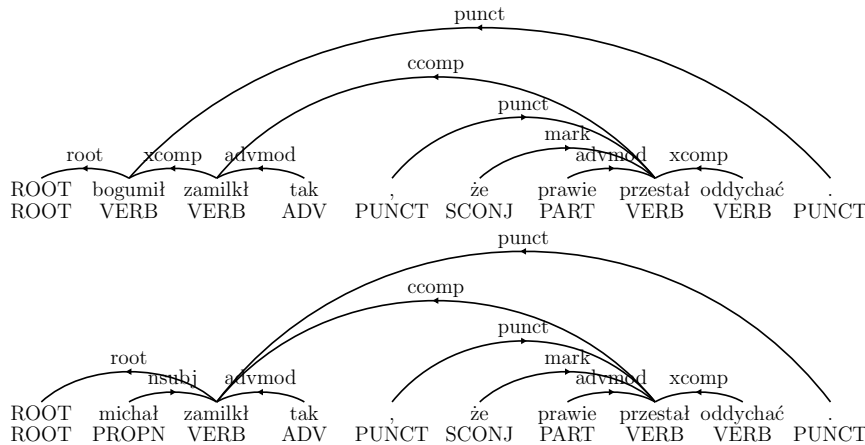 punct
ccomp
punct
mark
root xcomp advmod advmod xcomp
ROOT bogumił zamilkł tak , że prawie przestał oddychać .
ROOT VERB VERB ADV PUNCT SCONJ PART VERB VERB PUNCT
punct
ccomp
punct
root mark
nsubj advmod advmod xcomp
ROOT michał zamilkł tak , że prawie przestał oddychać .
ROOT PROPN VERB ADV PUNCT SCONJ PART VERB VERB PUNCT